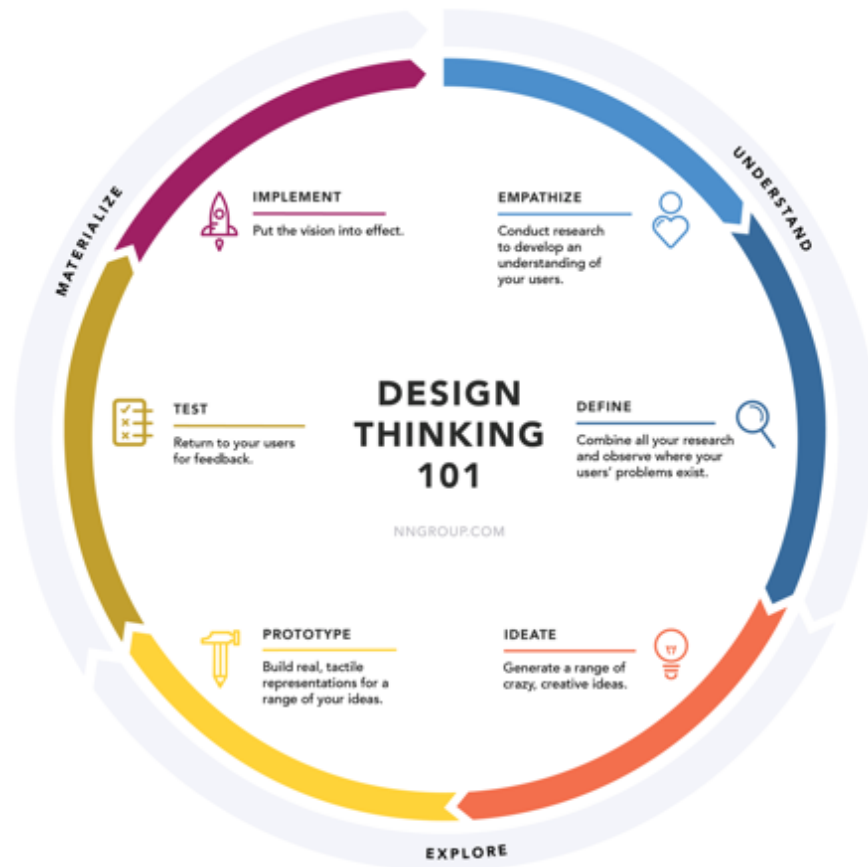 DESIGN
THINKING
101
NNGROUP.COM
UNDERSTAND
EMPATHIZE
Conduct research
to develop an
understanding of
your users.
DEFINE
Combine all your research
and observe where your
users' problems exist.
EXPLORE
IDEATE
Generate a range of
crazy, creative ideas.
PROTOTYPE
Build real, tactile
representations for a
range of your ideas.
MATERIALIZE
TEST
Return to your users
for feedback.
IMPLEMENT
Put the vision into effect.